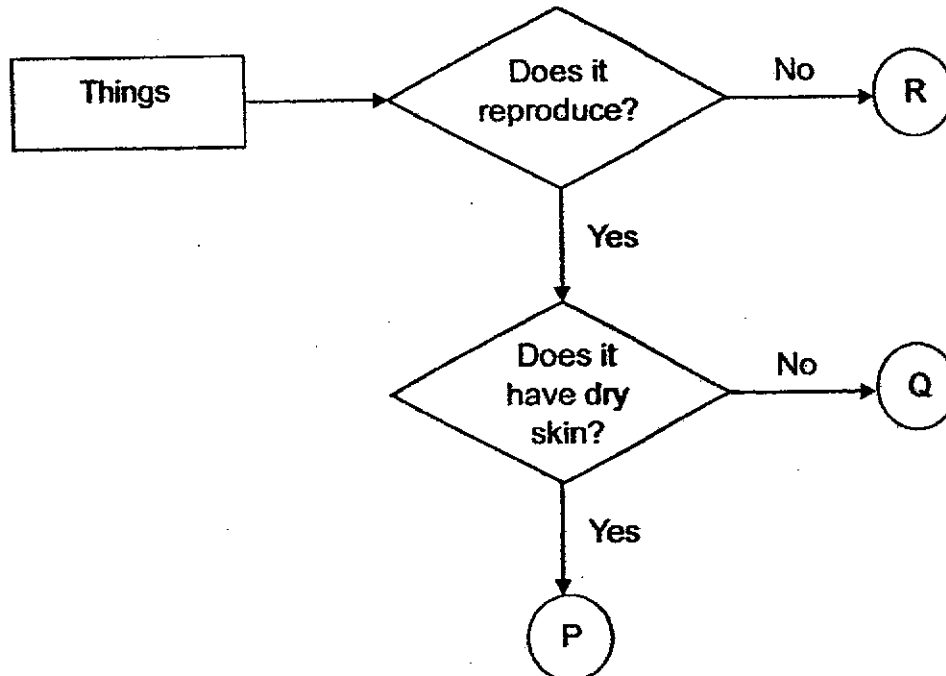 Things
Does it
reproduce?
No
R
Yes
Does it
have dry
skin?
No
Q
Yes
P